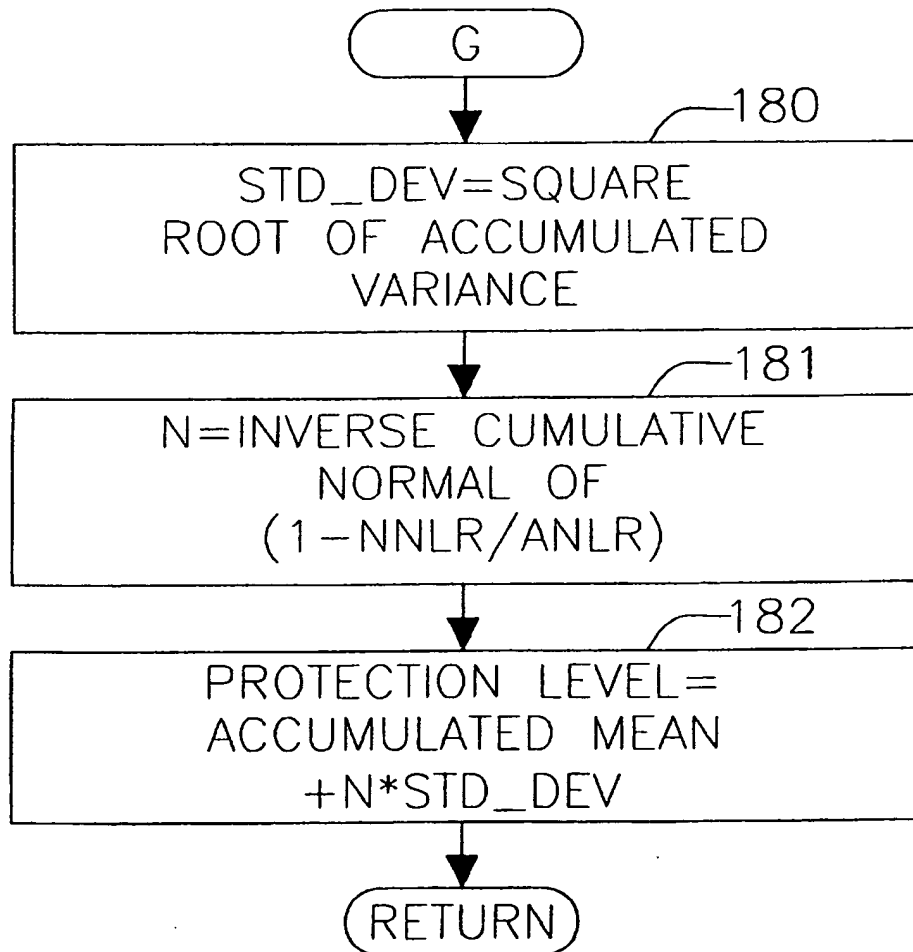 G
180
STD_DEV=SQUARE
ROOT OF ACCUMULATED
VARIANCE
181
N=INVERSE CUMULATIVE
NORMAL OF
(1-NNLR/ANLR)
182
PROTECTION LEVEL=
ACCUMULATED MEAN
+N*STD_DEV
RETURN